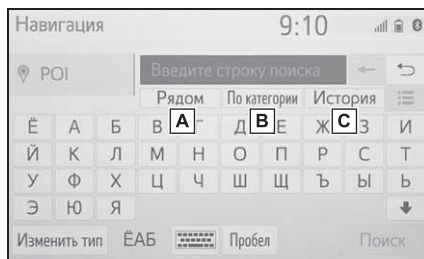 Навигация 9:10
POI Введите строку поиска
Рядом По категории История
A B C
Ё А Б В Г Д Е Ж З И
Й К Л М Н О П Р С Т
У Ф Х Ц Ч Ш Щ Ъ Ы Ь
Э Ю Я
Изменить тип ЁАБ Пробел Поиск